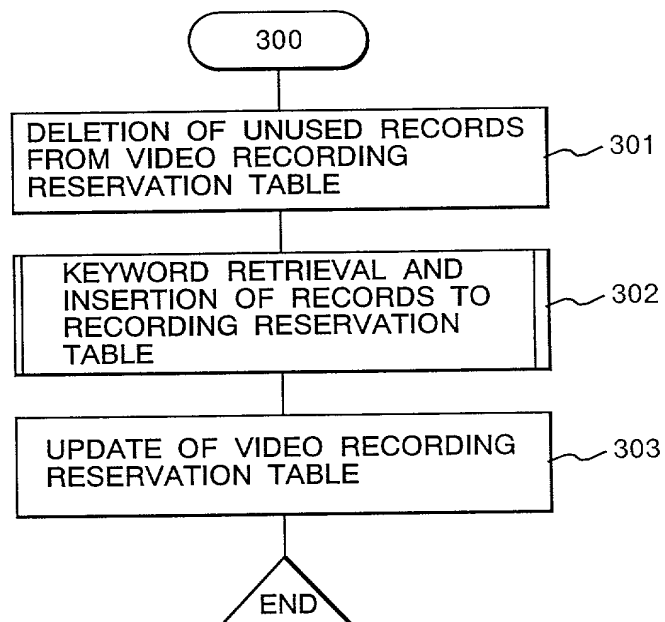 300
DELETION OF UNUSED RECORDS
FROM VIDEO RECORDING
RESERVATION TABLE
301
KEYWORD RETRIEVAL AND
INSERTION OF RECORDS TO
RECORDING RESERVATION
TABLE
302
UPDATE OF VIDEO RECORDING
RESERVATION TABLE
303
END